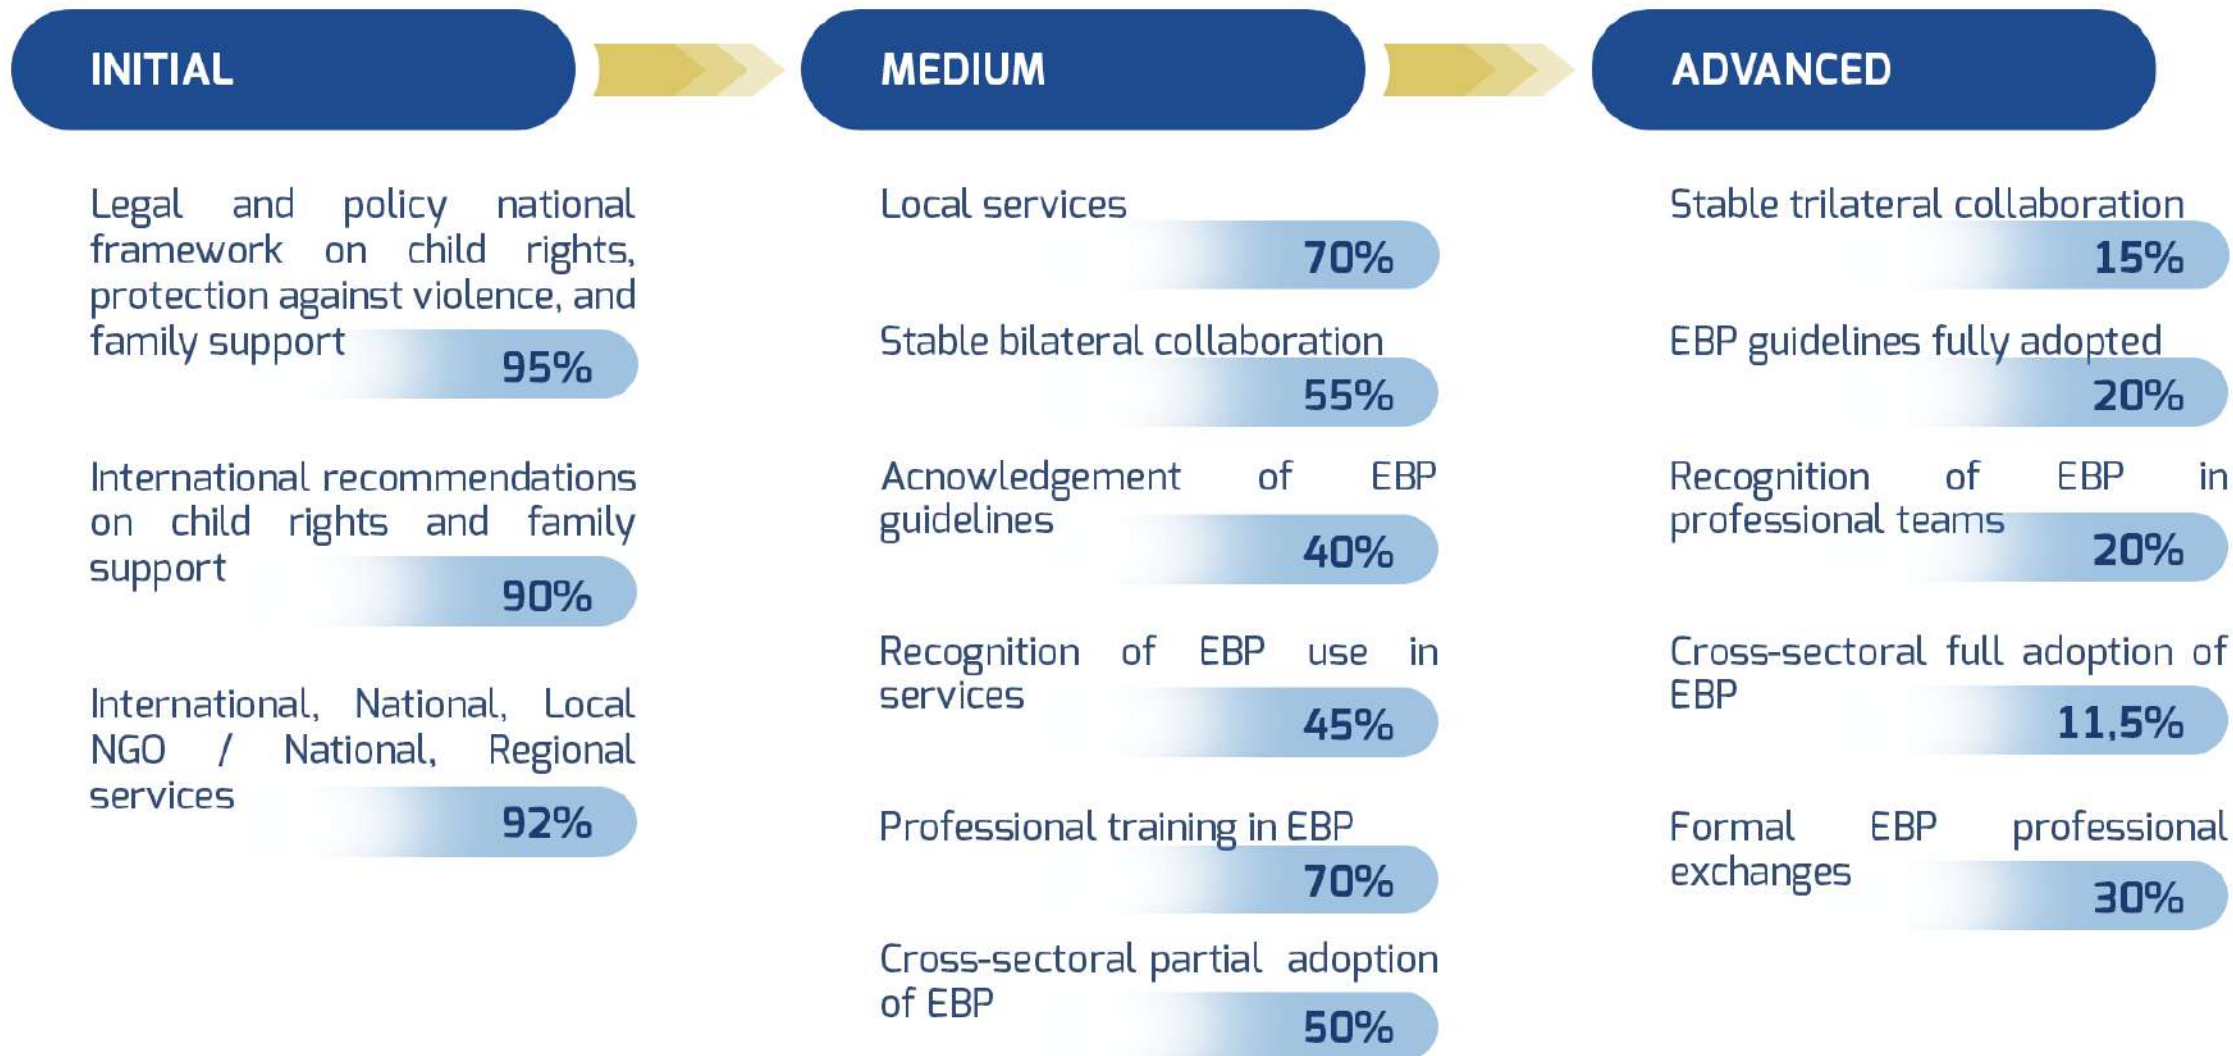 INITIAL
Legal and policy national
framework on child rights,
protection against violence, and
family support
95%
International recommendations
on child rights and family
support
90%
International, National, Local
NGO / National, Regional
services
92%
MEDIUM
Local services
70%
Stable bilateral collaboration
55%
Acnowledgement of EBP
guidelines
40%
Recognition of EBP use in
services
45%
Professional training in EBP
70%
Cross-sectoral partial adoption
of EBP
50%
ADVANCED
Stable trilateral collaboration
15%
EBP guidelines fully adopted
20%
Recognition of EBP in
professional teams
20%
Cross-sectoral full adoption of
EBP
11,5%
Formal EBP professional
exchanges
30%